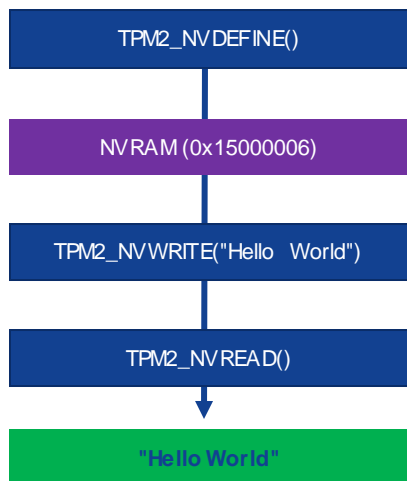 TPM2_NVDEFINE()
NVRAM (0x15000006)
TPM2_NVWRITE("Hello World")
TPM2_NVREAD()
"Hello World"